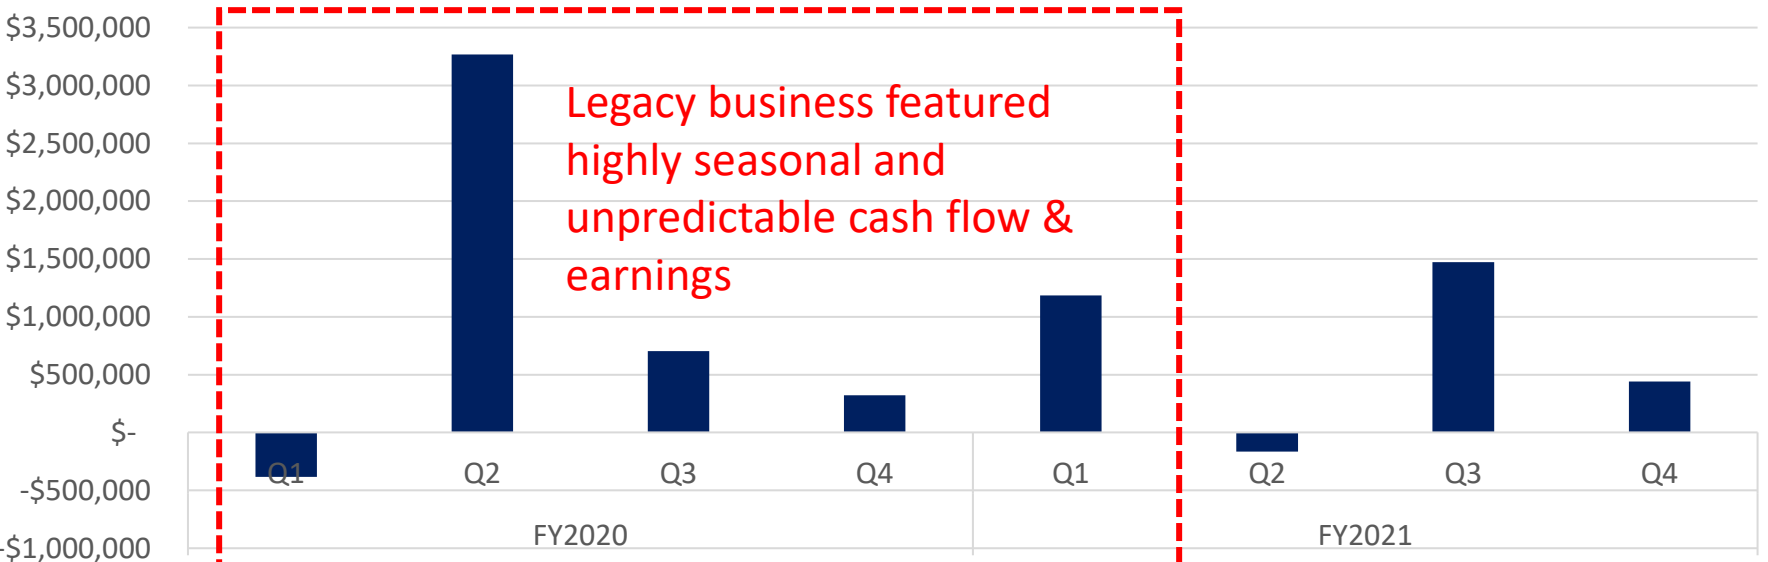 $3,500,000
$3,000,000
$2,500,000
$2,000,000
$1,500,000
$1,000,000
$500,000
$-
-$500,000
-$1,000,000
Legacy business featured
highly seasonal and
unpredictable cash flow &
earnings
Q1 Q2 Q3 Q4 Q1 Q2 Q3 Q4
FY2020 FY2021